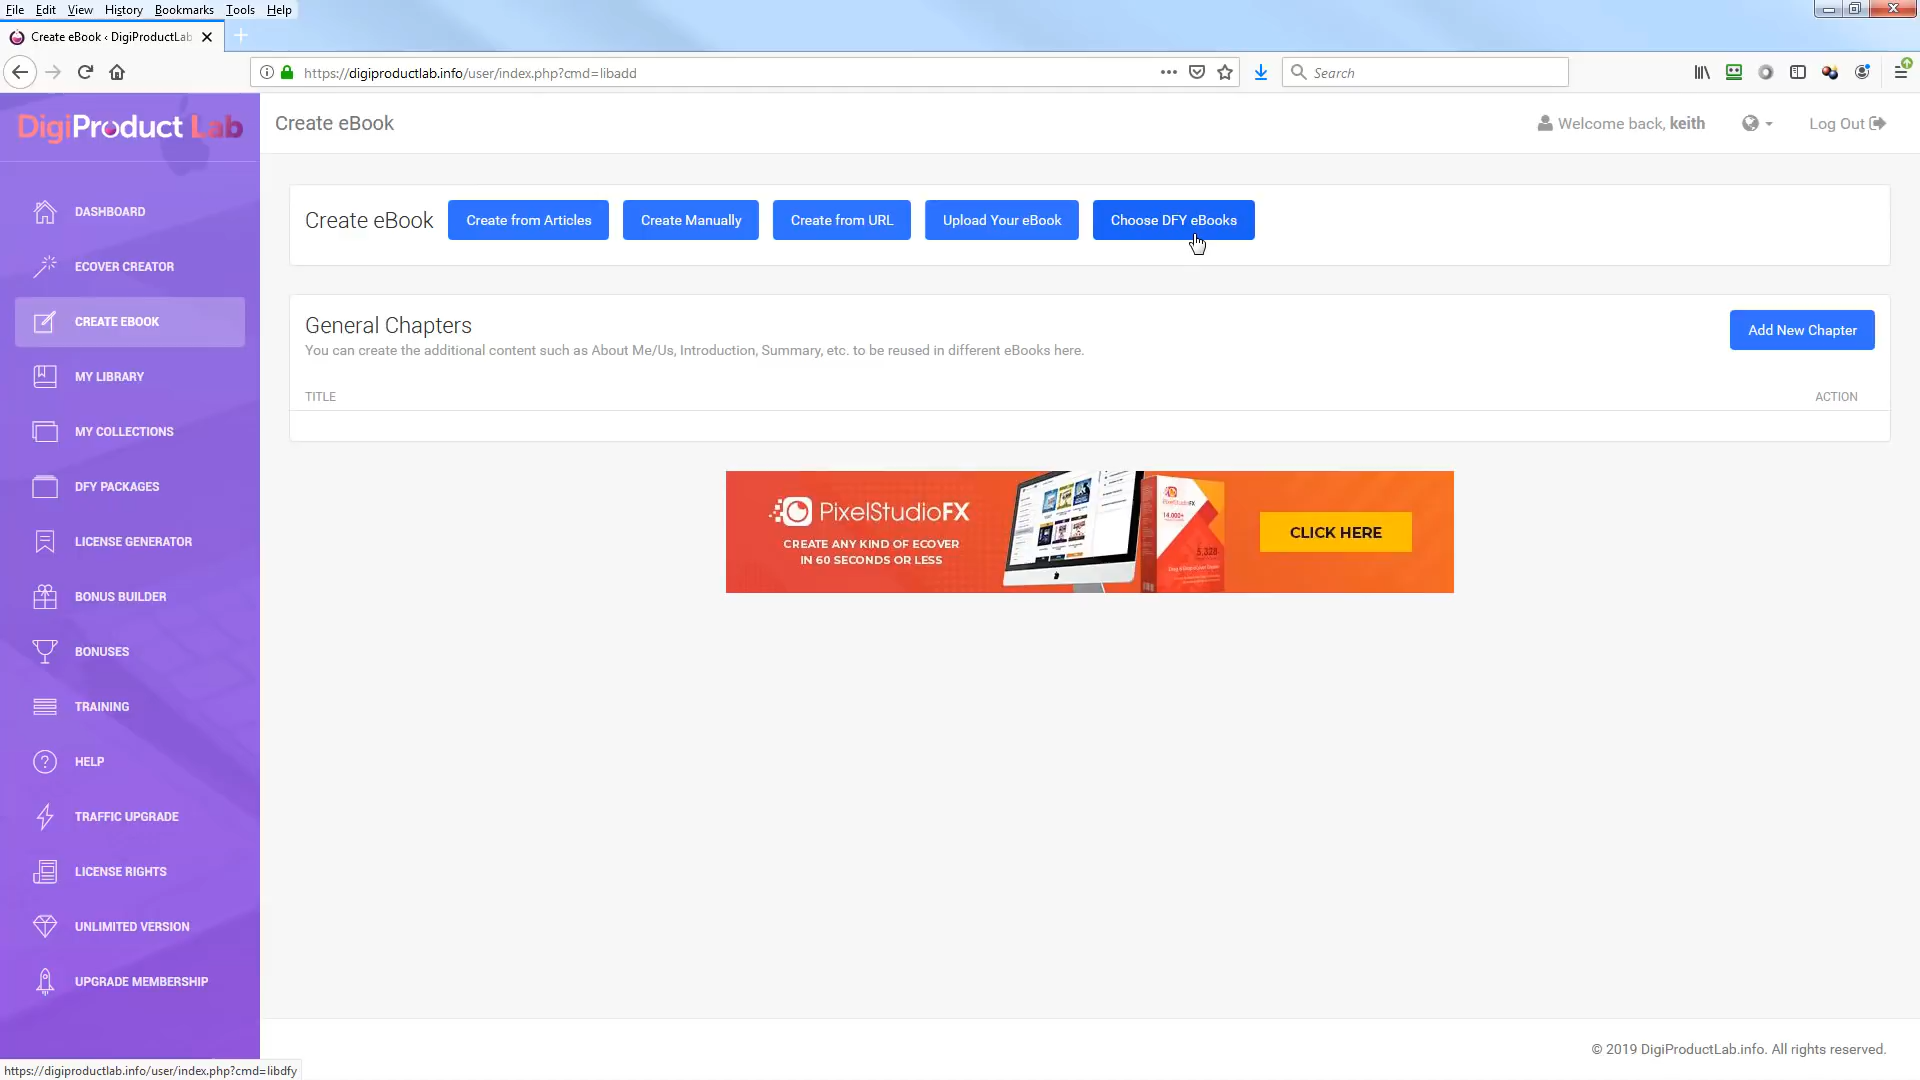 File Edit View History Bookmarks Tools Help
Create eBook ‹ DigiProductLab
https://digiproductlab.info/user/index.php?cmd=libadd
Search
DigiProduct Lab
Create eBook
Welcome back, keith
Log Out
DASHBOARD
ECOVER CREATOR
CREATE EBOOK
MY LIBRARY
MY COLLECTIONS
DFY PACKAGES
LICENSE GENERATOR
BONUS BUILDER
BONUSES
TRAINING
HELP
TRAFFIC UPGRADE
LICENSE RIGHTS
UNLIMITED VERSION
UPGRADE MEMBERSHIP
Create eBook Create from Articles Create Manually Create from URL Upload Your eBook Choose DFY eBooks
General Chapters
Add New Chapter
You can create the additional content such as About Me/Us, Introduction, Summary, etc. to be reused in different eBooks here.
TITLE ACTION
PixelStudioFX
CREATE ANY KIND OF ECOVER
IN 60 SECONDS OR LESS
PixelStudioFX
14,000+
5,328
CLICK HERE
© 2019 DigiProductLab.info. All rights reserved.
https://digiproductlab.info/user/index.php?cmd=libdfy